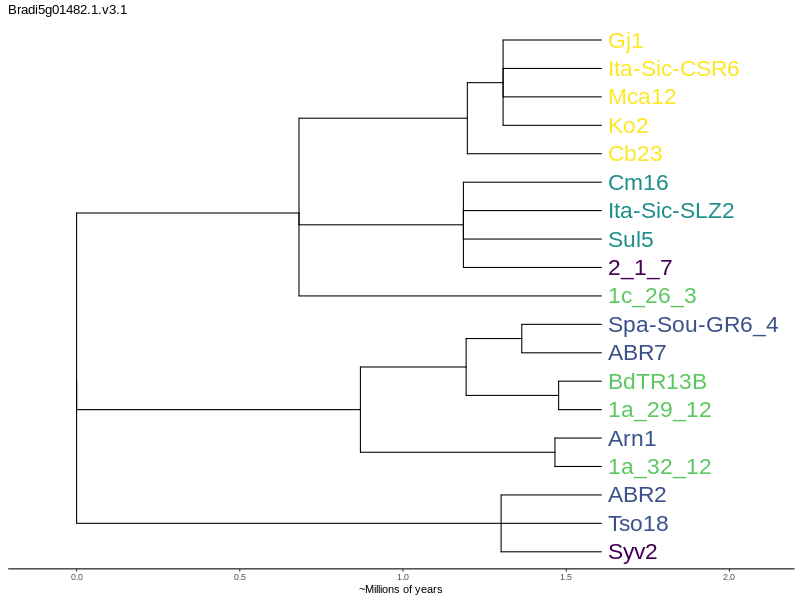 Bradi5g01482.1.v3.1
Gj1
Ita-Sic-CSR6
Mca12
Ko2
Cb23
Cm16
Ita-Sic-SLZ2
Sul5
2_1_7
1c_26_3
Spa-Sou-GR6_4
ABR7
BdTR13B
1a_29_12
Arn1
1a_32_12
ABR2
Tso18
Syv2
0.0 0.5 1.0 1.5 2.0
~Millions of years